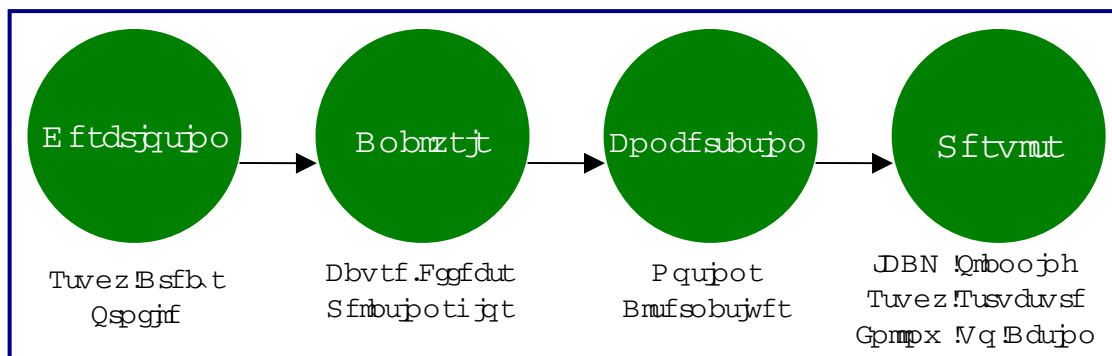 Eftdsjqujpo
Bobmztjt
Dpodfsubujpo
Sftvmut
Tuvez!Bsfb.t
Qspgjmf
Dbvtf.Fggfdut
Sfmbujpotijqt
Pqujpot
Bmufsobujwft
JDBN !Qmboojoh
Tuvez!Tusvduvsf
Gpmmpx !Vq!Bdujpo